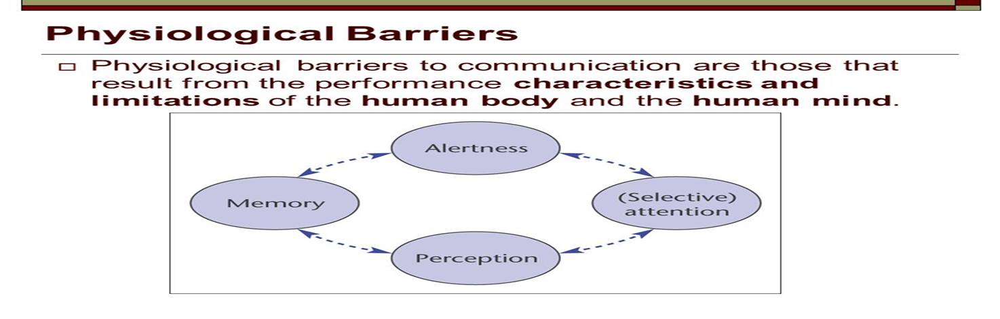 Physiological Barriers
Physiological barriers to communication are those that
result from the performance characteristics and
limitations of the human body and the human mind.
Alertness
Memory
(Selective)
attention
Perception